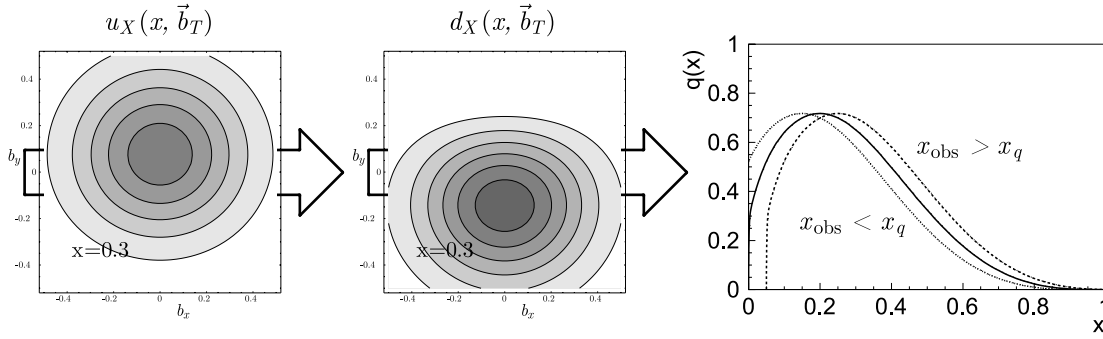 u_X(x, \vec{b}_T)
0.4
0.2
b_y
0
-0.2
x=0.3
-0.4
-0.4 -0.2 0 0.2 0.4
b_x
d_X(x, \vec{b}_T)
0.4
0.2
b_y
0
-0.2
x=0.3
-0.4
-0.4 -0.2 0 0.2 0.4
b_x
q(x)
1
0.8
0.6
0.4
0.2
0
x_obs > x_q
x_obs < x_q
0 0.2 0.4 0.6 0.8 1
x